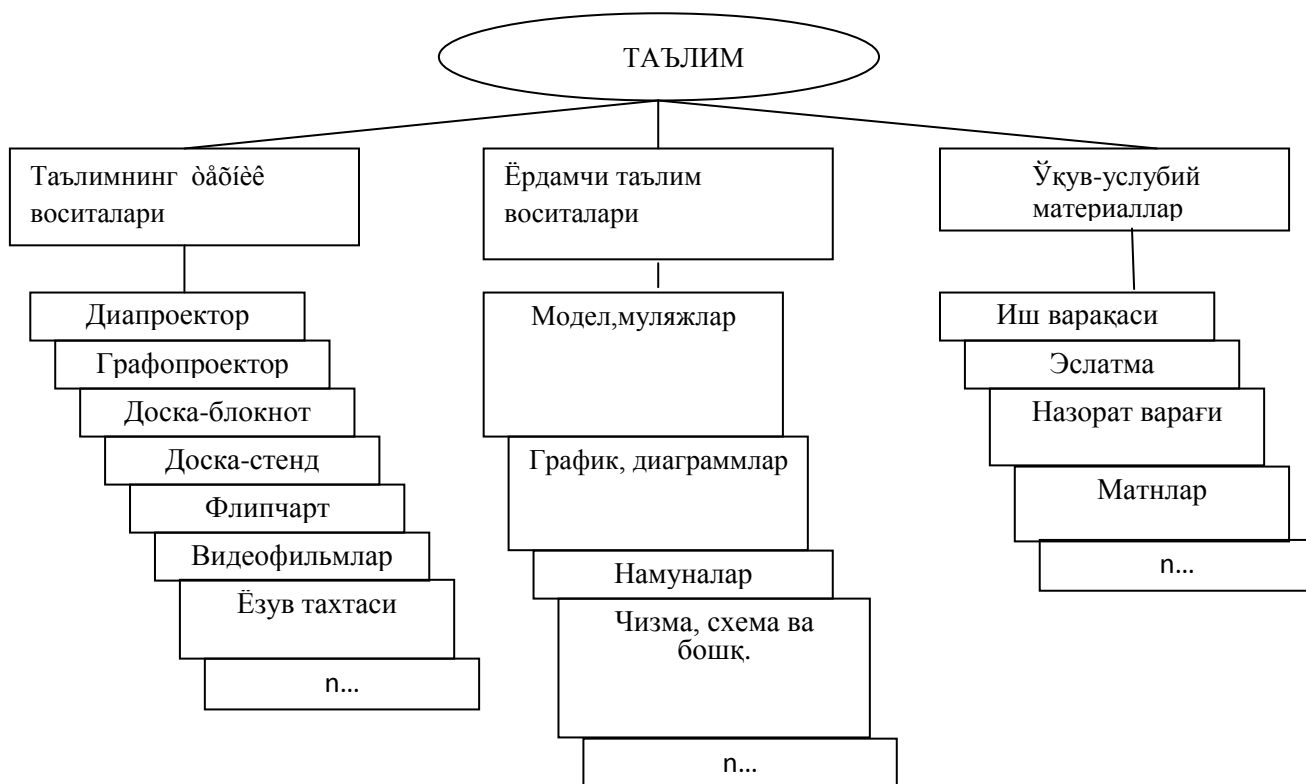 ТАЪЛИМ
Таълимнинг òåõíèê
воситалари
Диапроектор
Графопроектор
Доска-блокнот
Доска-стенд
Флипчарт
Видеофильмлар
Ёзув тахтаси
n...
Ёрдамчи таълим
воситалари
Модел,муляжлар
График, диаграммлар
Намуналар
Чизма, схема ва
бошқ.
n...
Ўқув-услубий
материаллар
Иш варақаси
Эслатма
Назорат варағи
Матнлар
n...